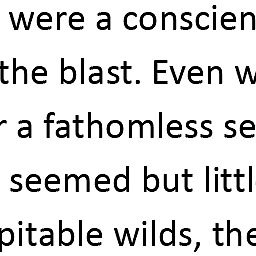 were a conscien
the blast. Even w
r a fathomless se
seemed but littl
pitable wilds, the